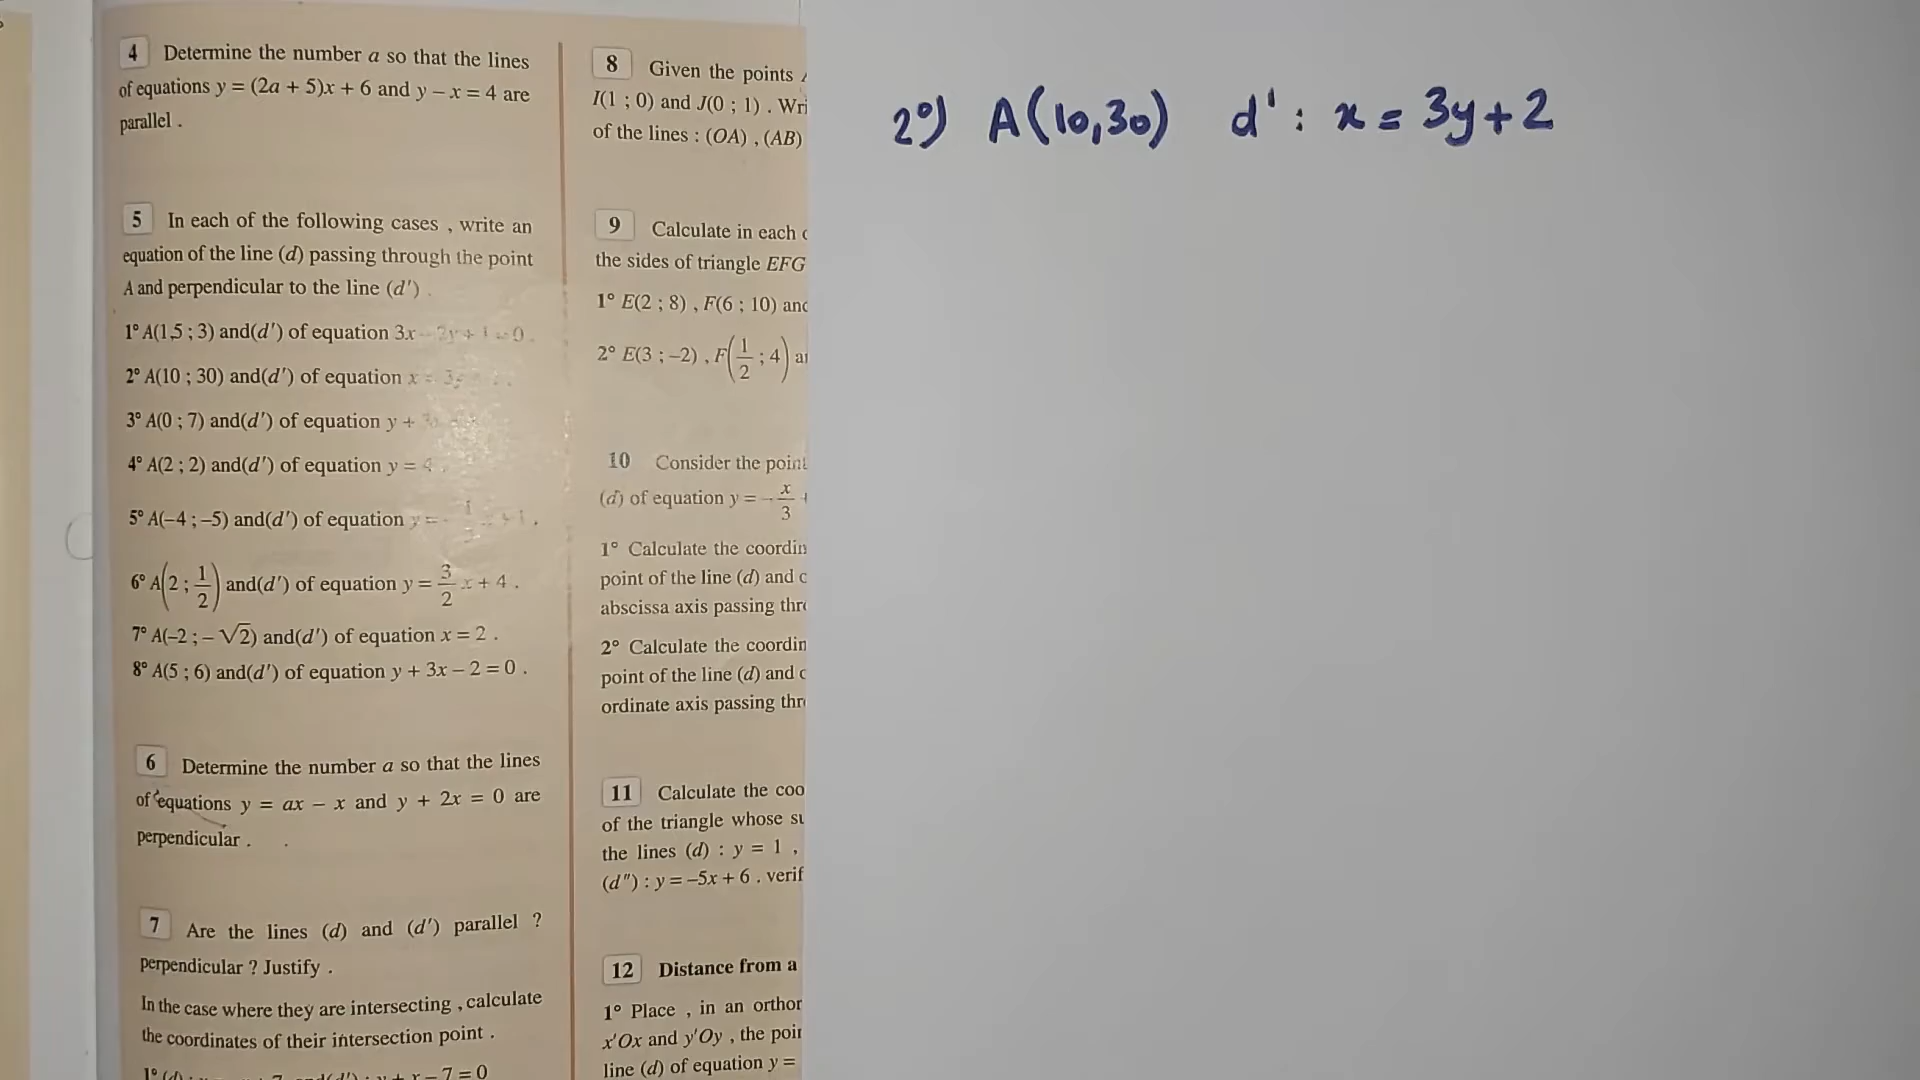 4 Determine the number a so that the lines
of equations y = (2a + 5)x + 6 and y – x = 4 are
parallel .
5 In each of the following cases , write an
equation of the line (d) passing through the point
A and perpendicular to the line (d') .
1° A(1,5 ; 3) and(d') of equation 3x – 2y + 1 = 0 .
2° A(10 ; 30) and(d') of equation x = 3y
3° A(0 ; 7) and(d') of equation y +
4° A(2 ; 2) and(d') of equation y = 4 .
5° A(–4 ; –5) and(d') of equation y = –
6° A(2 ; 1/2) and(d') of equation y = 3/2 x + 4 .
7° A(–2 ; – √2) and(d') of equation x = 2 .
8° A(5 ; 6) and(d') of equation y + 3x – 2 = 0 .
6 Determine the number a so that the lines
of equations y = ax – x and y + 2x = 0 are
perpendicular .
7 Are the lines (d) and (d') parallel ?
perpendicular ? Justify .
In the case where they are intersecting , calculate
the coordinates of their intersection point .
8 Given the points
I(1 ; 0) and J(0 ; 1) . Wri
of the lines : (OA) , (AB)
9 Calculate in each
the sides of triangle EFG
1° E(2 ; 8) , F(6 ; 10) and
2° E(3 ; –2) , F(1/2 ; 4) a
10 Consider the point
(d) of equation y = – x/3 +
1° Calculate the coordin
point of the line (d) and
abscissa axis passing thr
2° Calculate the coordin
point of the line (d) and
ordinate axis passing thr
11 Calculate the coo
of the triangle whose su
the lines (d) : y = 1 ,
(d") : y = –5x + 6 . verif
12 Distance from a
1° Place , in an orthor
x'Ox and y'Oy , the poi
line (d) of equation y =
2°) A(10,30) d' : x = 3y + 2